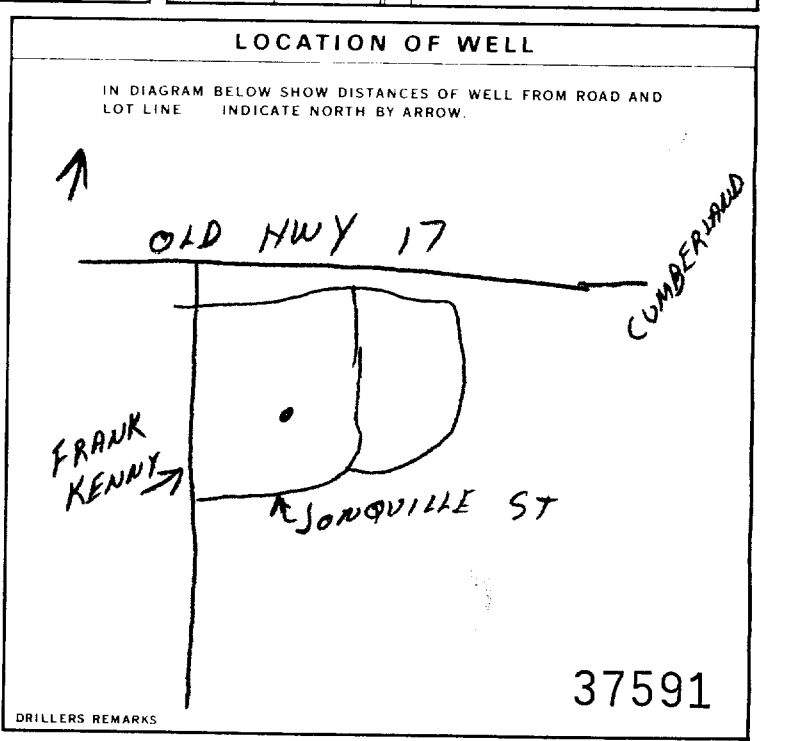 LOCATION OF WELL
IN DIAGRAM BELOW SHOW DISTANCES OF WELL FROM ROAD AND
LOT LINE INDICATE NORTH BY ARROW.
OLD HWY 17
CUMBERLAND
FRANK
KENNY
JONQUILLE ST
37591
DRILLERS REMARKS